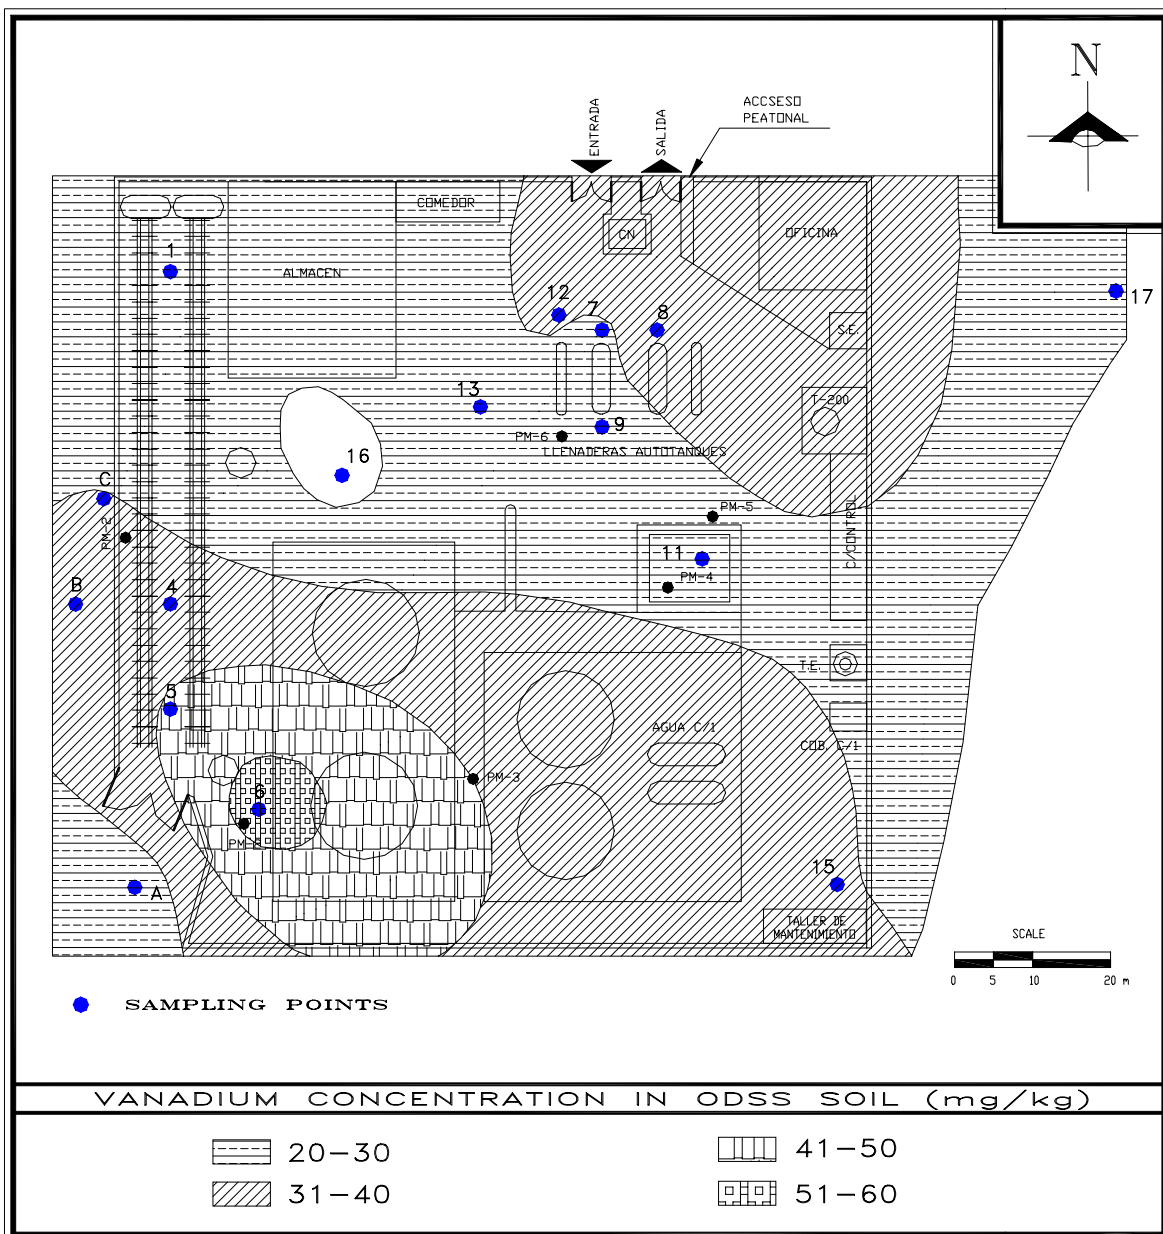 N
ACCSESO
PEATONAL
ENTRADA
SALIDA
COMEDOR
CN
OFICINA
1
ALMACEN
17
12
7
8
S.E.
13
T-200
9
PM-6
LLENADERAS AUTOTANQUES
16
C
PM-2
PM-5
C/CONTROL
11
PM-4
B
4
T.E.
5
AGUA C/I
COB. C/I
PM-3
6
PM-1
15
A
TALLER DE
MANTENIMIENTO
SCALE
0 5 10 20 m
SAMPLING POINTS
VANADIUM CONCENTRATION IN ODSS SOIL (mg/kg)
20-30
41-50
31-40
51-60